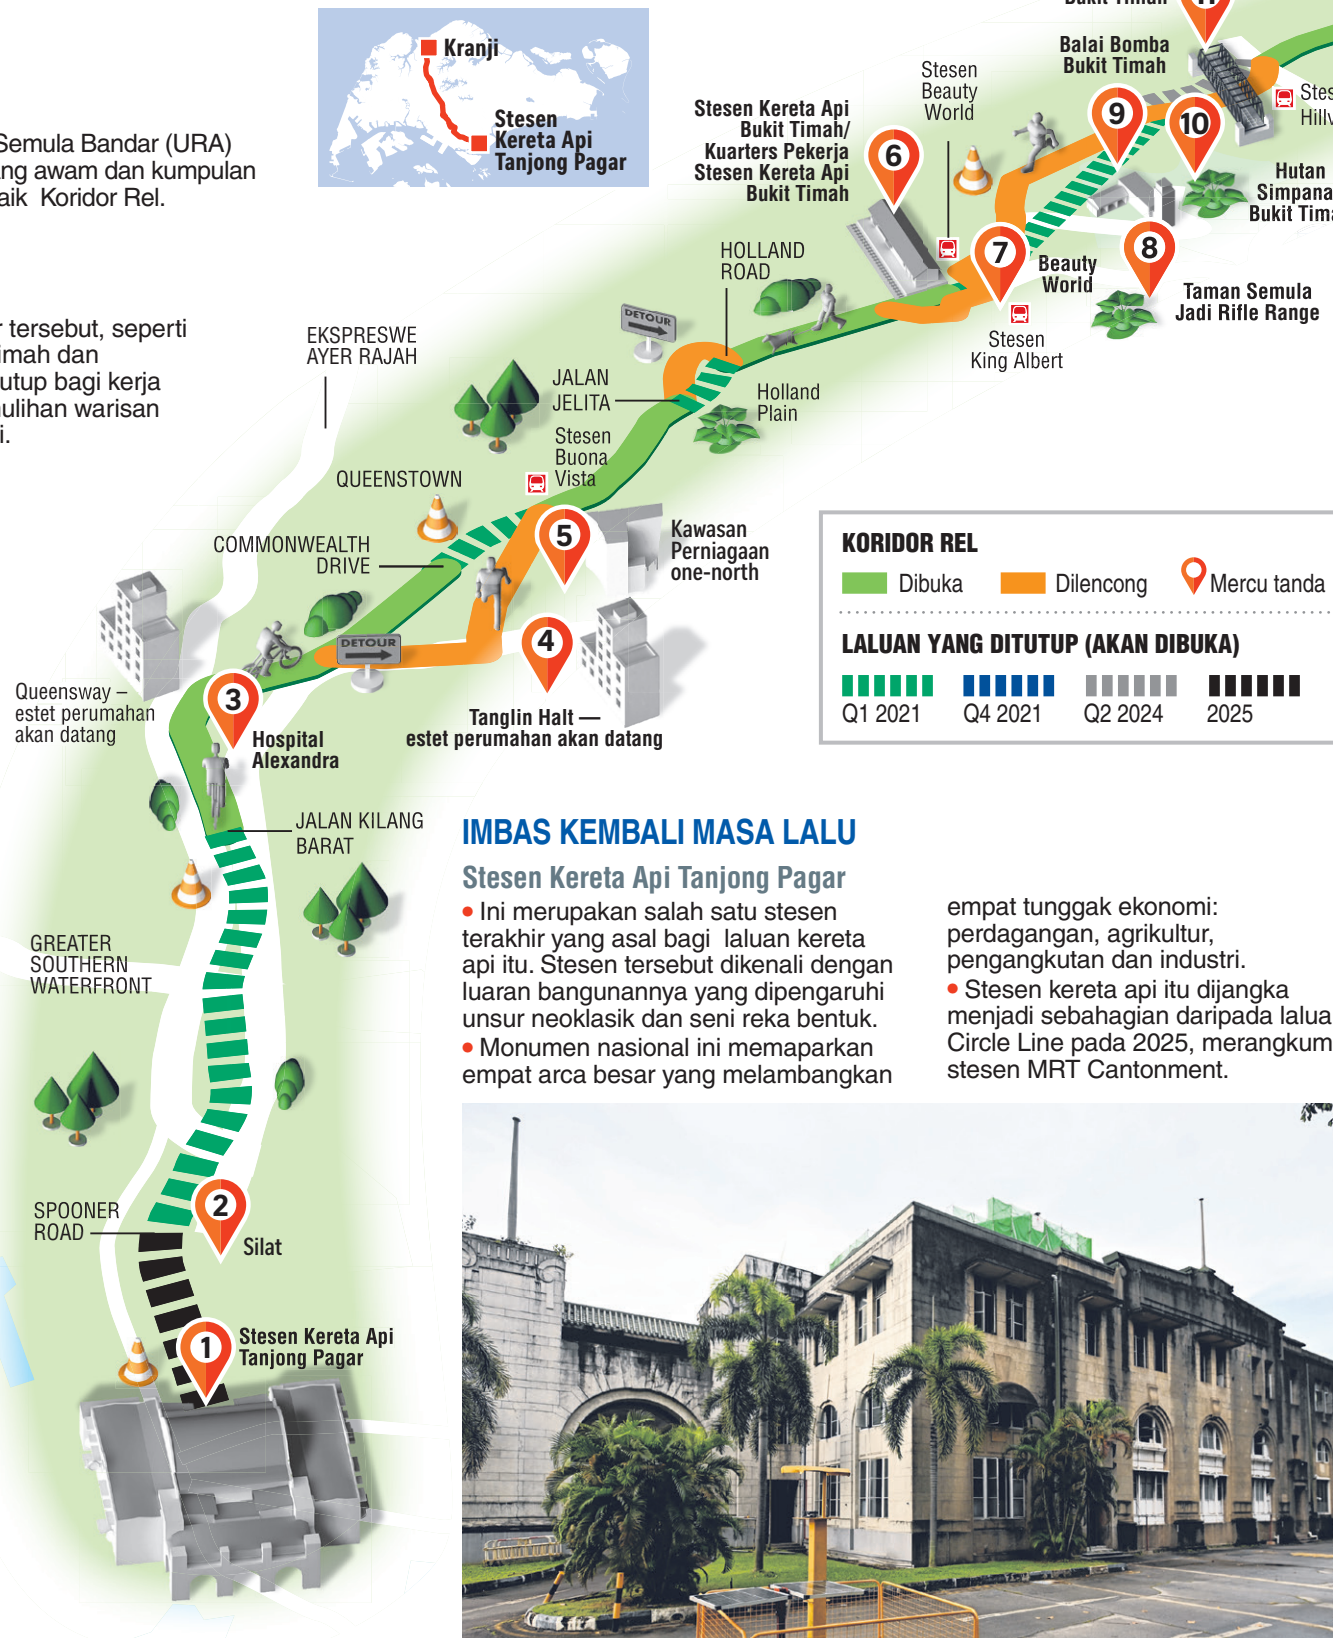 Kranji
Stesen
Kereta Api
Tanjong Pagar
Semula Bandar (URA)
awam dan kumpulan
Koridor Rel.
tersebut, seperti
dan
bagi kerja
warisan
Bukit Timah
11
Balai Bomba
Bukit Timah
Stesen
Beauty
World
Stesen Kereta Api
Bukit Timah/
Kuarters Pekerja
Stesen Kereta Api
Bukit Timah
6
9
10
Hutan
Bukit
7
Beauty
World
8
Taman Semula
Jadi Rifle Range
Stesen
King Albert
HOLLAND
ROAD
DETOUR
EKSPRESWE
AYER RAJAH
JALAN
JELITA
Holland
Plain
Stesen
Buona
Vista
QUEENSTOWN
5
Kawasan
Perniagaan
one-north
COMMONWEALTH
DRIVE
DETOUR
4
Tanglin Halt —
estet perumahan akan datang
Queensway –
estet perumahan
akan datang
3
Hospital
Alexandra
KORIDOR REL
Dibuka
Dilencong
Mercu tanda
LALUAN YANG DITUTUP (AKAN DIBUKA)
Q1 2021
Q4 2021
Q2 2024
2025
JALAN KILANG
BARAT
GREATER
SOUTHERN
WATERFRONT
SPOONER
ROAD
2
Silat
1
Stesen Kereta Api
Tanjong Pagar
IMBAS KEMBALI MASA LALU
Stesen Kereta Api Tanjong Pagar
• Ini merupakan salah satu stesen
terakhir yang asal bagi laluan kereta
api itu. Stesen tersebut dikenali dengan
luaran bangunannya yang dipengaruhi
unsur neoklasik dan seni reka bentuk.
• Monumen nasional ini memaparkan
empat arca besar yang melambangkan
empat tunggak ekonomi:
perdagangan, agrikultur,
pengangkutan dan industri.
• Stesen kereta api itu dijangka
menjadi sebahagian daripada
Circle Line pada 2025, merangkum
stesen MRT Cantonment.